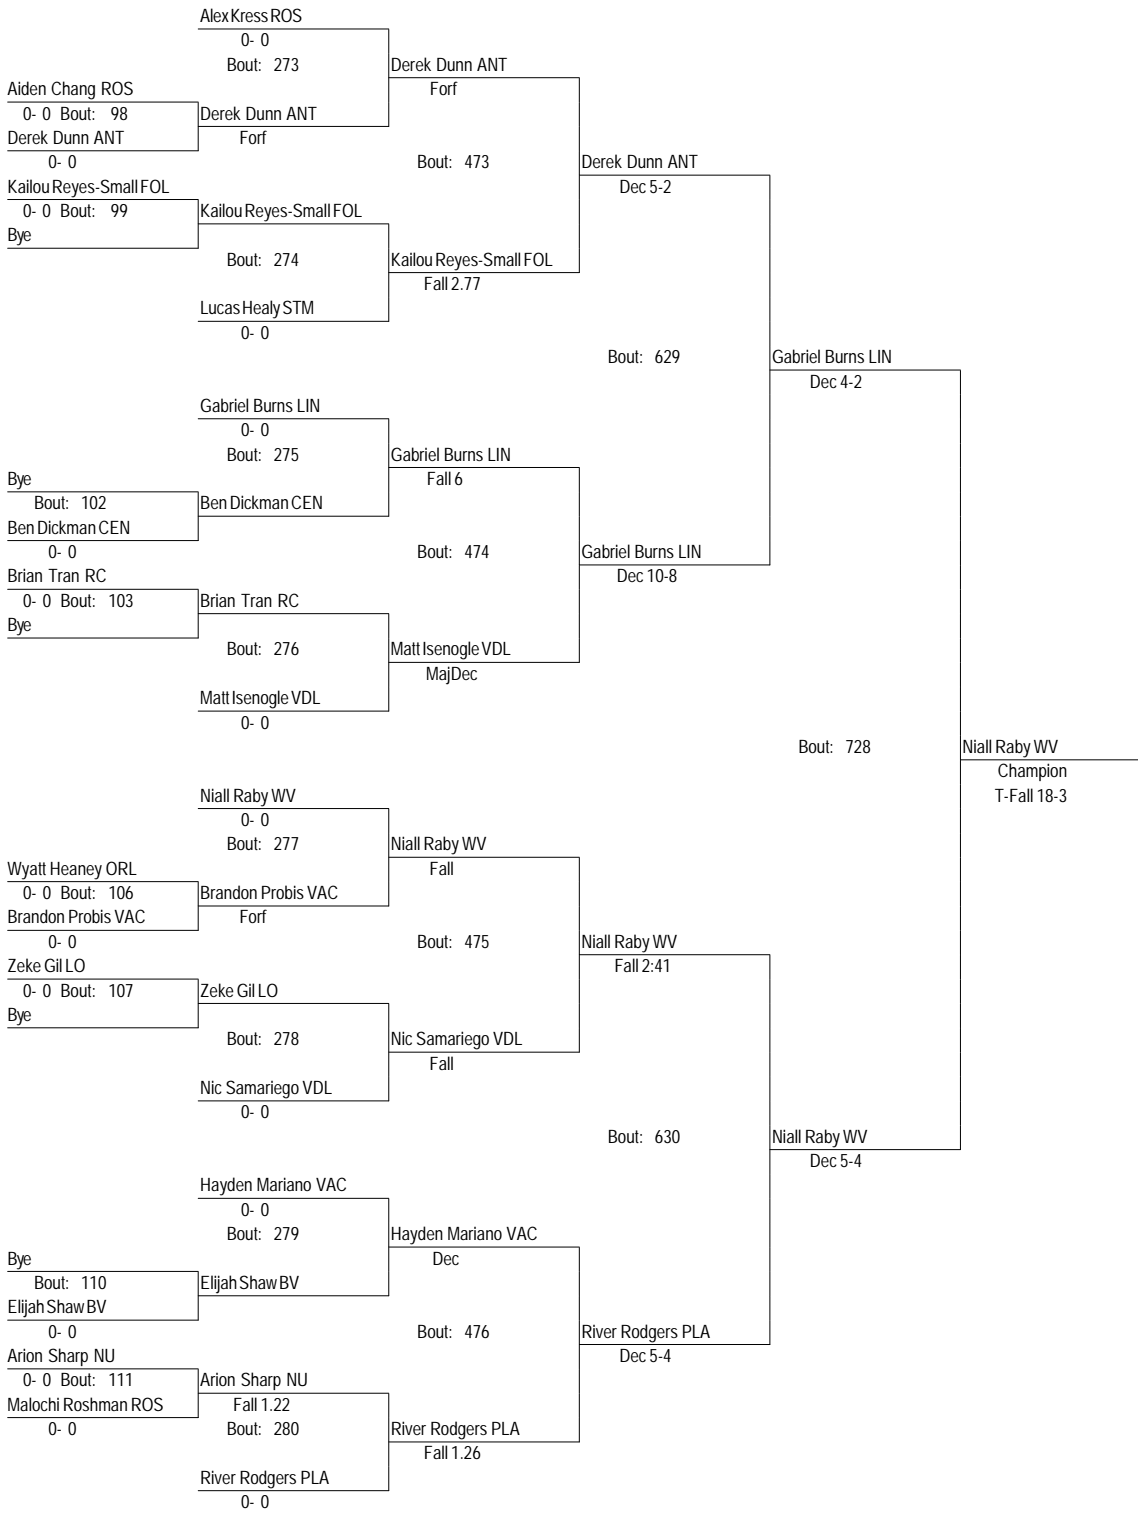 Alex Kress ROS
0- 0
Bout: 273
Derek Dunn ANT
Forf
Aiden Chang ROS
0- 0 Bout: 98
Derek Dunn ANT
Forf
Derek Dunn ANT
0- 0
Bout: 473
Derek Dunn ANT
Dec 5-2
Kailou Reyes-Small FOL
0- 0 Bout: 99
Kailou Reyes-Small FOL
Bye
Bout: 274
Kailou Reyes-Small FOL
Fall 2.77
Lucas Healy STM
0- 0
Bout: 629
Gabriel Burns LIN
Dec 4-2
Gabriel Burns LIN
0- 0
Bout: 275
Gabriel Burns LIN
Fall 6
Bye
Bout: 102
Ben Dickman CEN
Ben Dickman CEN
0- 0
Bout: 474
Gabriel Burns LIN
Dec 10-8
Brian Tran RC
0- 0 Bout: 103
Brian Tran RC
Bye
Bout: 276
Matt Isenogle VDL
MajDec
Matt Isenogle VDL
0- 0
Bout: 728
Niall Raby WV
Champion
T-Fall 18-3
Niall Raby WV
0- 0
Bout: 277
Niall Raby WV
Fall
Wyatt Heaney ORL
0- 0 Bout: 106
Brandon Probis VAC
Forf
Brandon Probis VAC
0- 0
Bout: 475
Niall Raby WV
Fall 2:41
Zeke Gil LO
0- 0 Bout: 107
Zeke Gil LO
Bye
Bout: 278
Nic Samariego VDL
Fall
Nic Samariego VDL
0- 0
Bout: 630
Niall Raby WV
Dec 5-4
Hayden Mariano VAC
0- 0
Bout: 279
Hayden Mariano VAC
Dec
Bye
Bout: 110
Elijah Shaw BV
Elijah Shaw BV
0- 0
Bout: 476
River Rodgers PLA
Dec 5-4
Arion Sharp NU
0- 0 Bout: 111
Arion Sharp NU
Fall 1.22
Malochi Roshman ROS
0- 0
Bout: 280
River Rodgers PLA
Fall 1.26
River Rodgers PLA
0- 0